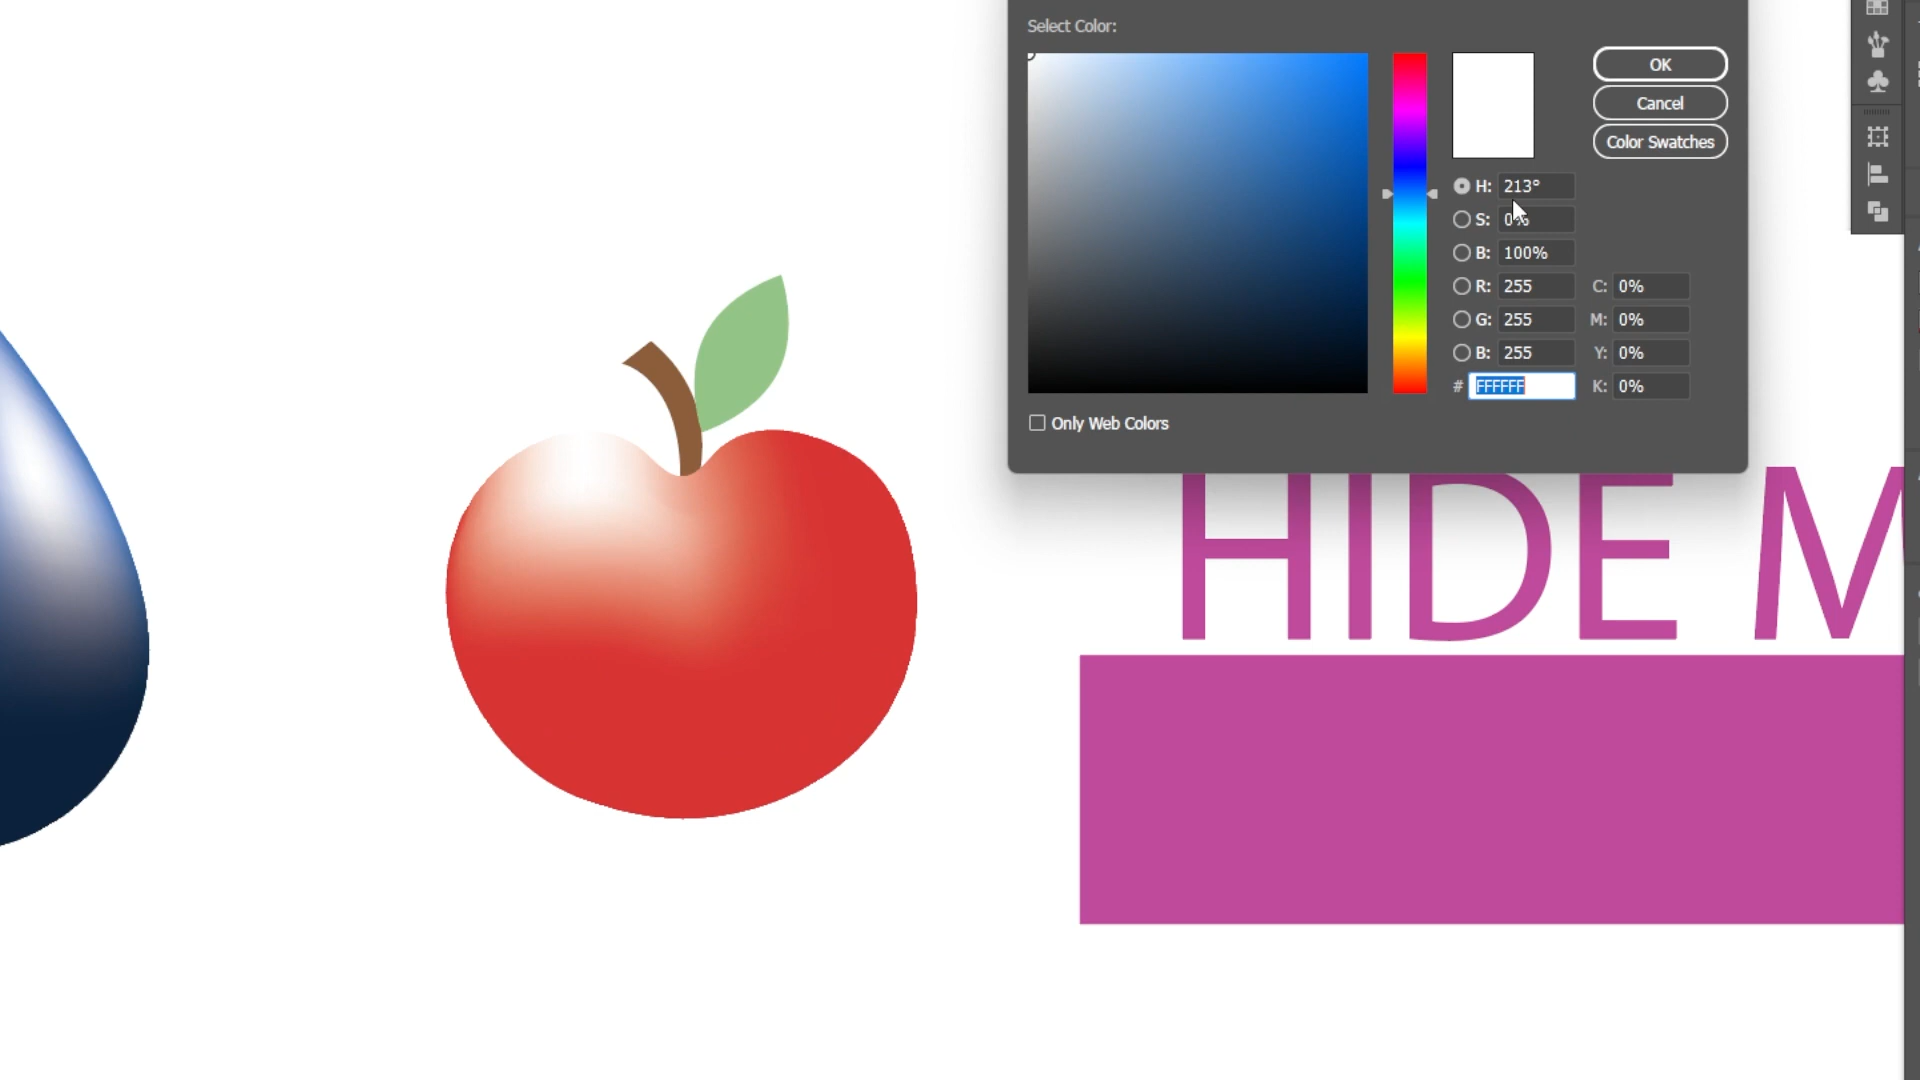 Select Color:
OK
Cancel
Color Swatches
H: 213°
S: 0%
B: 100%
R: 255 C: 0%
G: 255 M: 0%
B: 255 Y: 0%
# FFFFFF K: 0%
Only Web Colors
HIDE M